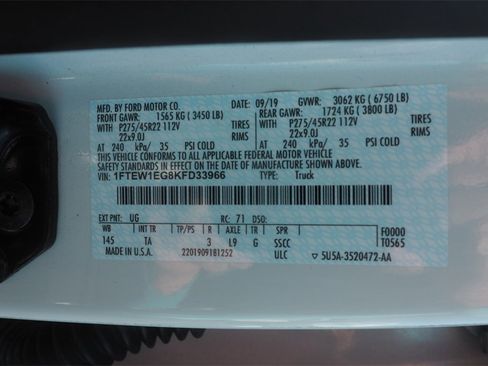 MFD. BY FORD MOTOR CO.
DATE: 09/19 GVWR: 3062 KG ( 6750 LB)
FRONT GAWR: 1565 KG ( 3450 LB)
REAR GAWR: 1724 KG ( 3800 LB)
WITH P275/45R22 112V TIRES
WITH P275/45R22 112V TIRES
22x9.0J RIMS
22x9.0J RIMS
AT 240 kPa/ 35 PSI COLD
AT 240 kPa/ 35 PSI COLD
THIS VEHICLE CONFORMS TO ALL APPLICABLE FEDERAL MOTOR VEHICLE
SAFETY STANDARDS IN EFFECT ON THE DATE OF MANUFACTURE SHOWN ABOVE.
VIN: 1FTEW1EG8KFD33966 TYPE: Truck
EXT PNT: UG RC: 71 DSO:
WB INT TR TP/PS R AXLE TR SPR F0000
145 TA 3 L9 G SSCC T0565
MADE IN U.S.A. 2201909181252 ULC ▽ 5U5A-3520472-AA